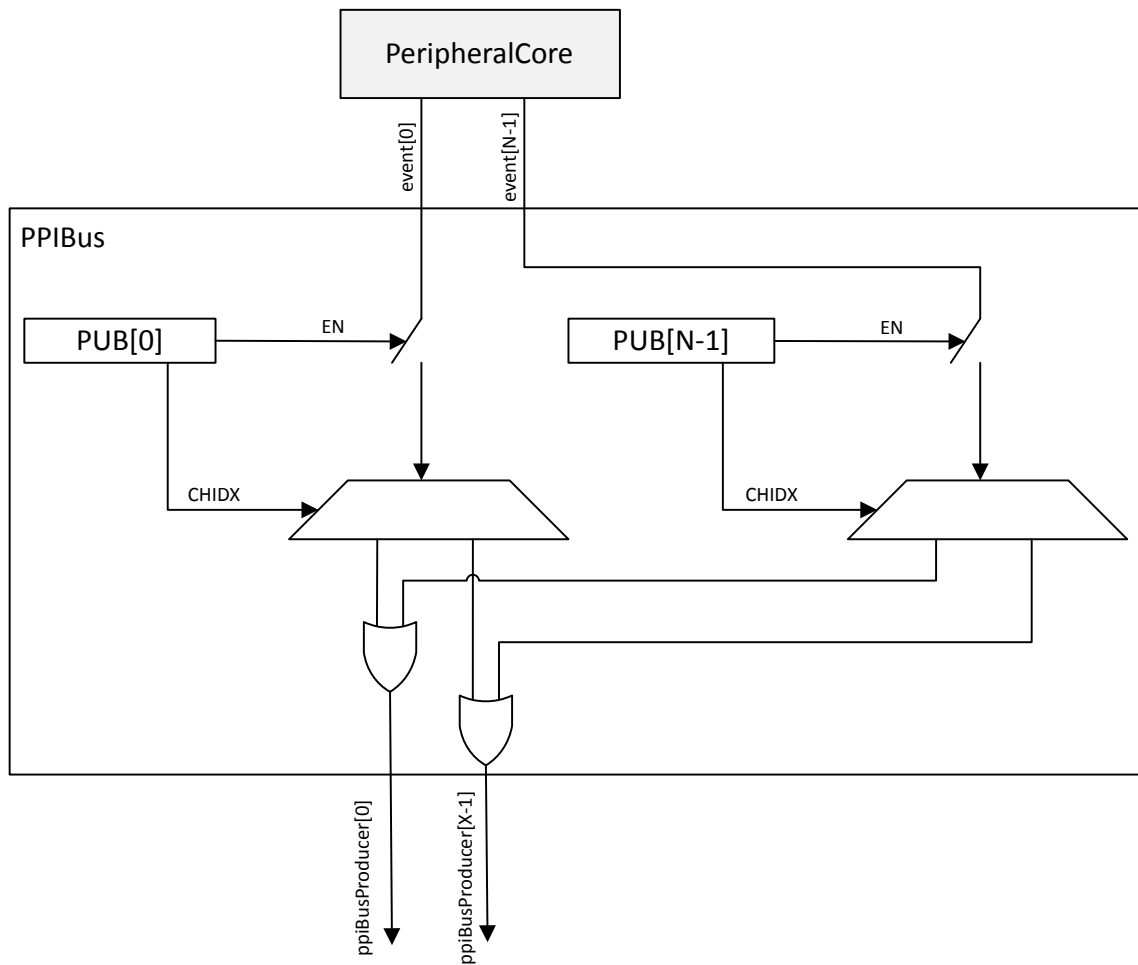 PeripheralCore
event[0]
event[N-1]
PPIBus
PUB[0]
EN
PUB[N-1]
EN
CHIDX
CHIDX
ppiBusProducer[0]
ppiBusProducer[X-1]